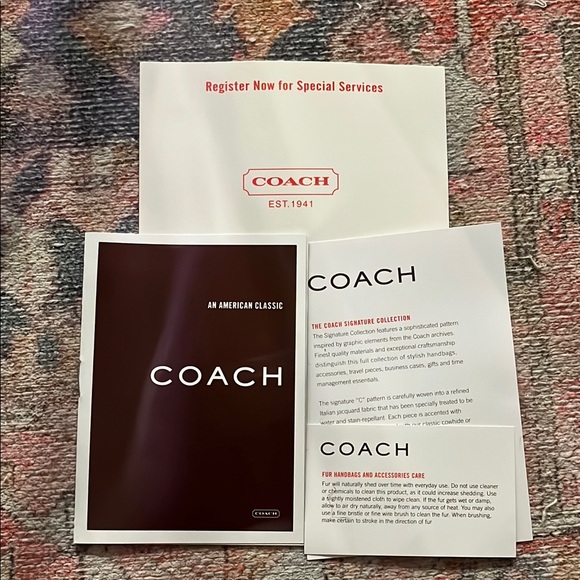 Register Now for Special Services
COACH
EST. 1941
AN AMERICAN CLASSIC
COACH
COACH
COACH
THE COACH SIGNATURE COLLECTION
The Signature Collection features a sophisticated pattern
inspired by graphic elements from the Coach archives.
Finest quality materials and exceptional craftsmanship
distinguish this full collection of stylish handbags,
accessories, travel pieces, business cases, gifts and time
management essentials.
The signature "C" pattern is carefully woven into a refined
Italian jacquard fabric that has been specially treated to be
water and stain-repellant. Each piece is accented with
our classic cowhide or
COACH
FUR HANDBAGS AND ACCESSORIES CARE
Fur will naturally shed over time with everyday use. Do not use cleaner
or chemicals to clean this product, as it could increase shedding. Use
a slightly moistened cloth to wipe clean. If the fur gets wet or damp,
allow to air dry naturally, away from any source of heat. You may also
use a fine bristle or fine wire brush to clean the fur. When brushing,
make certain to stroke in the direction of fur